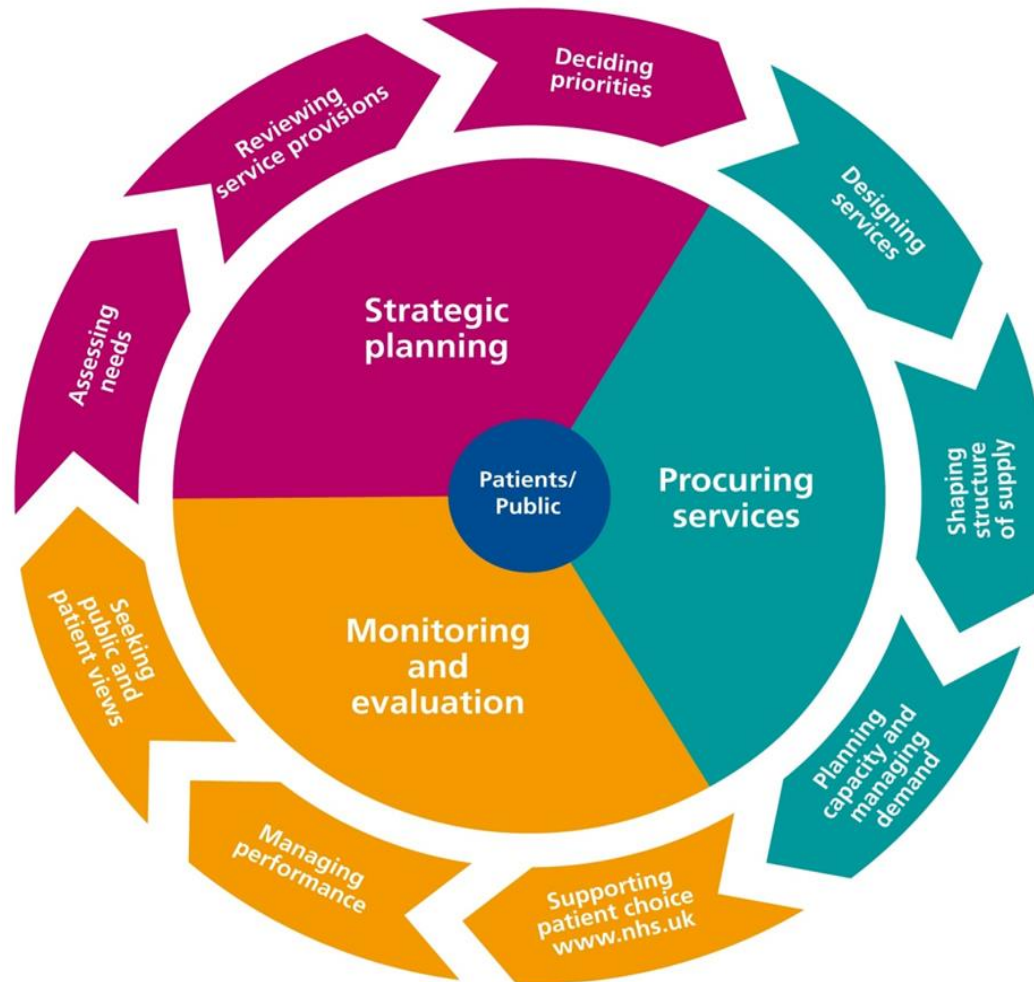 Deciding
priorities
Designing
services
Shaping
structure
of supply
Planning
capacity and
managing
demand
Supporting
patient choice
www.nhs.uk
Managing
performance
Seeking
public and
patient views
Assessing
needs
Reviewing
service provisions
Strategic
planning
Procuring
services
Monitoring
and
evaluation
Patients/
Public